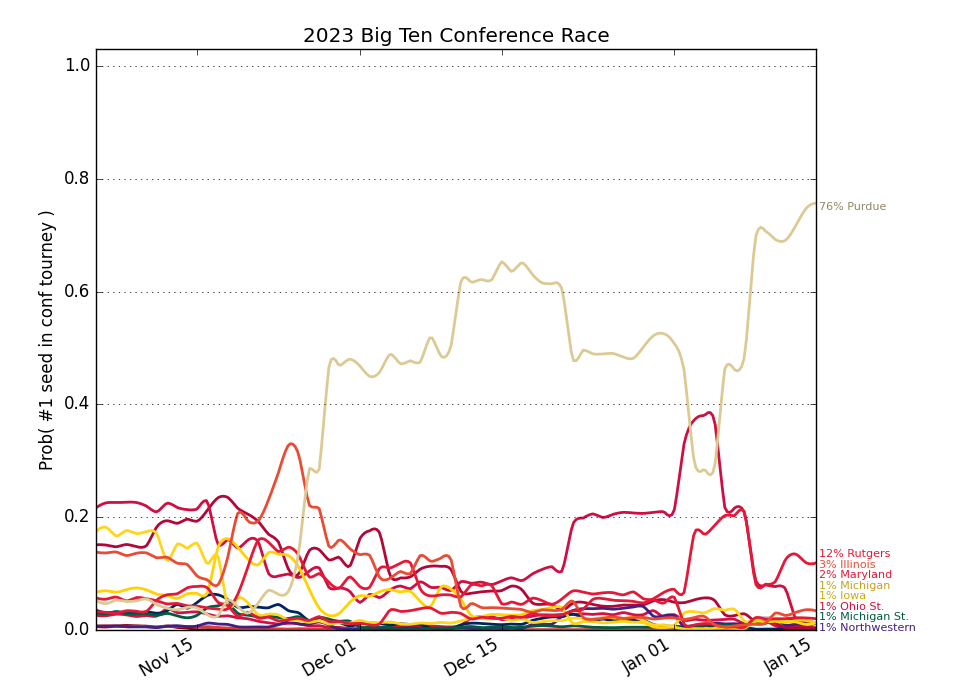 2023 Big Ten Conference Race
Prob( #1 seed in conf tourney )
1.0
0.8
0.6
0.4
0.2
0.0
Nov 15
Dec 01
Dec 15
Jan 01
Jan 15
76% Purdue
12% Rutgers
3% Illinois
2% Maryland
1% Michigan
1% Iowa
1% Ohio St.
1% Michigan St.
1% Northwestern